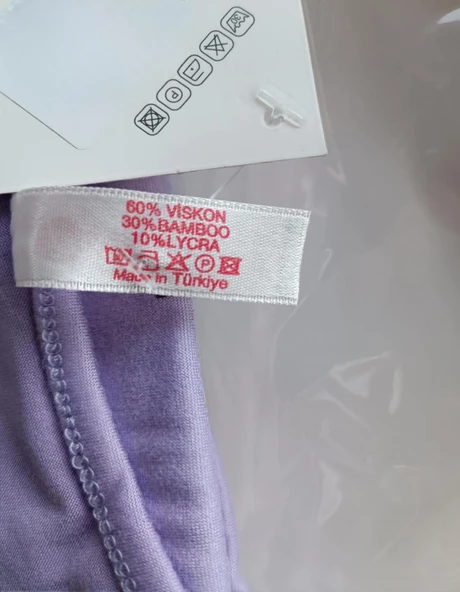 60% VİSKON
30%BAMBOO
10%LYCRA
Made in Türkiye